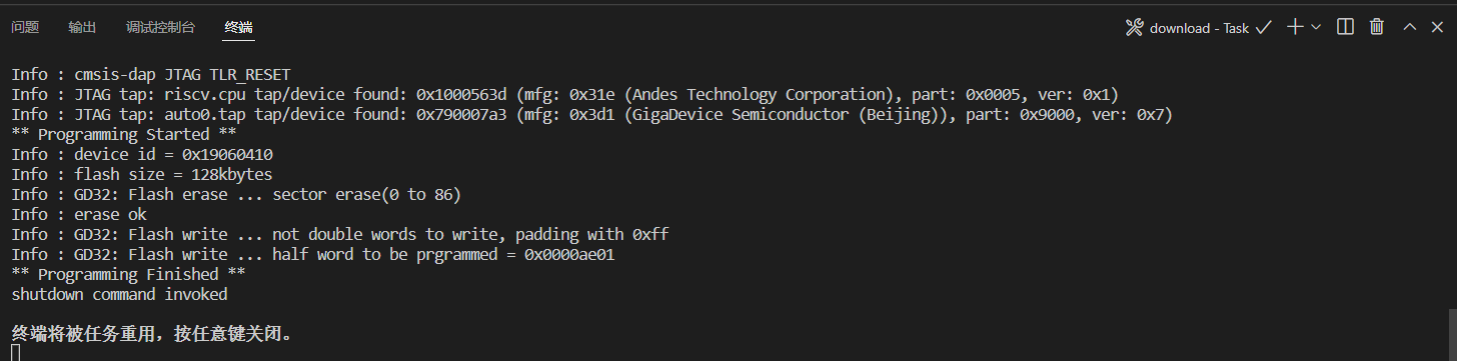 问题 输出 调试控制台 终端 download - Task
Info : cmsis-dap JTAG TLR_RESET
Info : JTAG tap: riscv.cpu tap/device found: 0x1000563d (mfg: 0x31e (Andes Technology Corporation), part: 0x0005, ver: 0x1)
Info : JTAG tap: auto0.tap tap/device found: 0x790007a3 (mfg: 0x3d1 (GigaDevice Semiconductor (Beijing)), part: 0x9000, ver: 0x7)
** Programming Started **
Info : device id = 0x19060410
Info : flash size = 128kbytes
Info : GD32: Flash erase ... sector erase(0 to 86)
Info : erase ok
Info : GD32: Flash write ... not double words to write, padding with 0xff
Info : GD32: Flash write ... half word to be prgrammed = 0x0000ae01
** Programming Finished **
shutdown command invoked
终端将被任务重用，按任意键关闭。